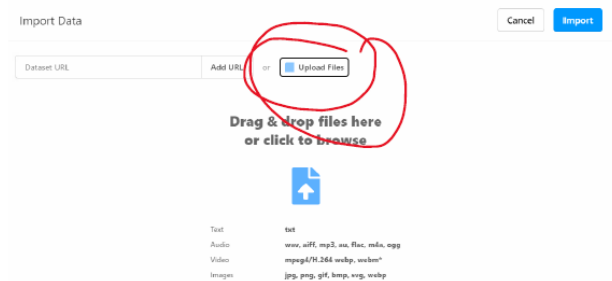 Import Data
Cancel
Import
Dataset URL
Add URL
or
Upload Files
Drag & drop files here
or click to browse
Text txt
Audio wav, aiff, mp3, au, flac, m4a, ogg
Video mpeg4/H.264 webp, webm*
Images jpg, png, gif, bmp, svg, webp